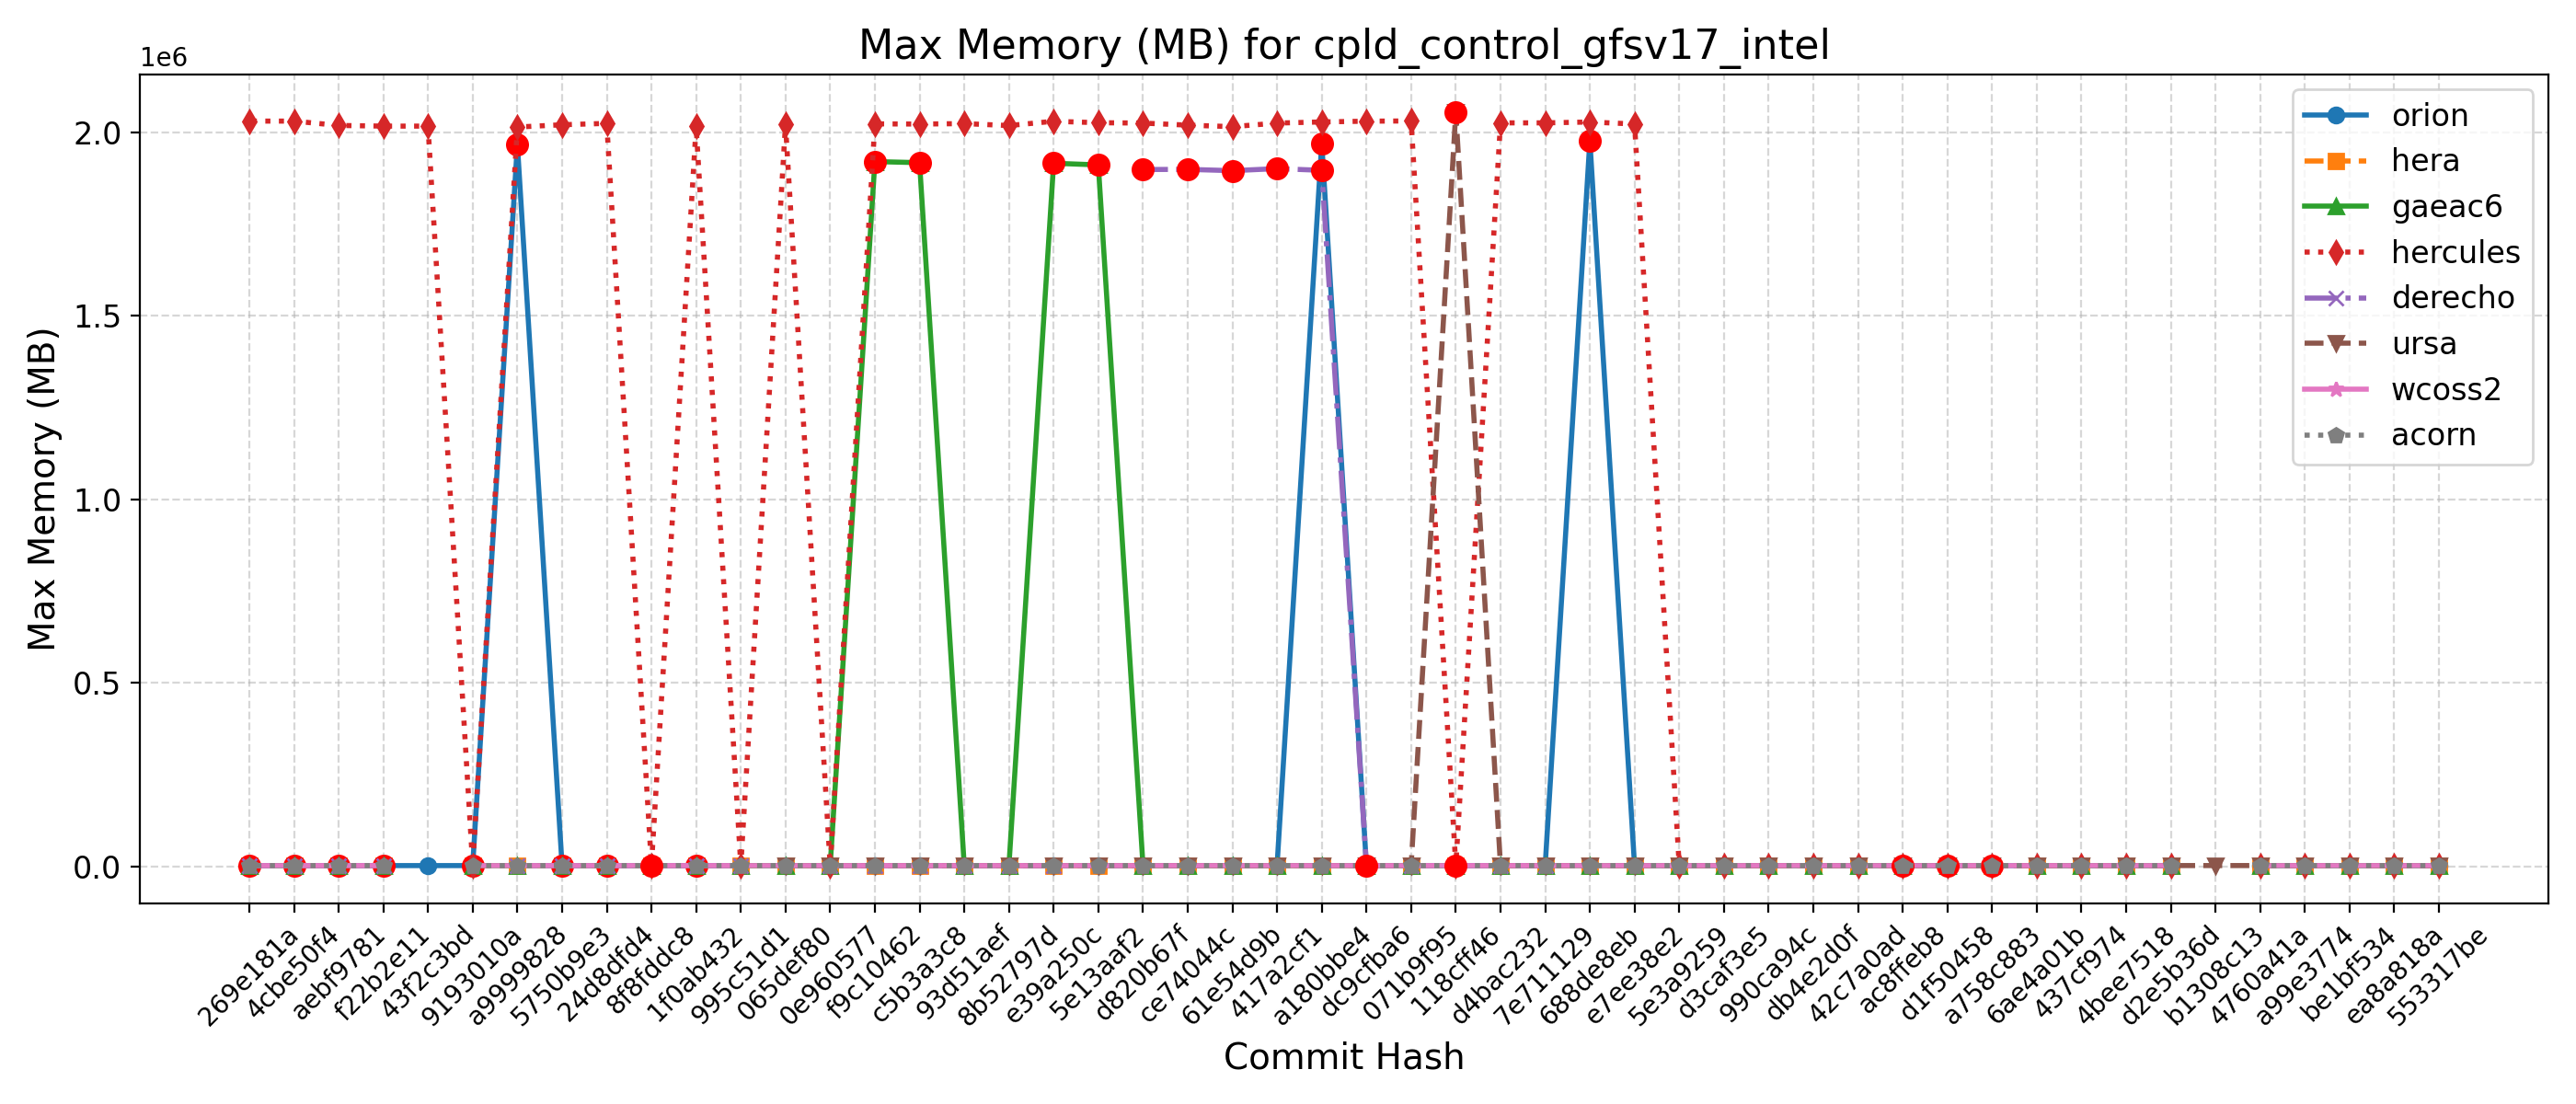 Max Memory (MB) for cpld_control_gfsv17_intel
1e6
2.0
1.5
1.0
0.5
0.0
Max Memory (MB)
orion
hera
gaeac6
hercules
derecho
ursa
wcoss2
acorn
269e181a
4cbe50f4
aebf9781
f22b2e11
43f2c3bd
9193010a
a9999828
5750b9e3
24d8dfd4
8f8fddc8
1f0ab432
995c51d1
065def80
0e960577
f9c10462
c5b3a3c8
93d51aef
8b52797d
e39a250c
5e13aaf2
d820b67f
ce74044c
61e54d9b
417a2cf1
a180bbe4
dc9cfba6
071b9f95
118cff46
d4bac232
7e711129
688de8eb
e7ee38e2
5e3a9259
d3caf3e5
990ca94c
db4e2d0f
42c7a0ad
ac8ffeb8
d1f50458
a758c883
6ae4a01b
437cf974
4bee7518
d2e5b36d
b1308c13
4760a41a
a99e3774
be1bf534
ea8a818a
553317be
Commit Hash